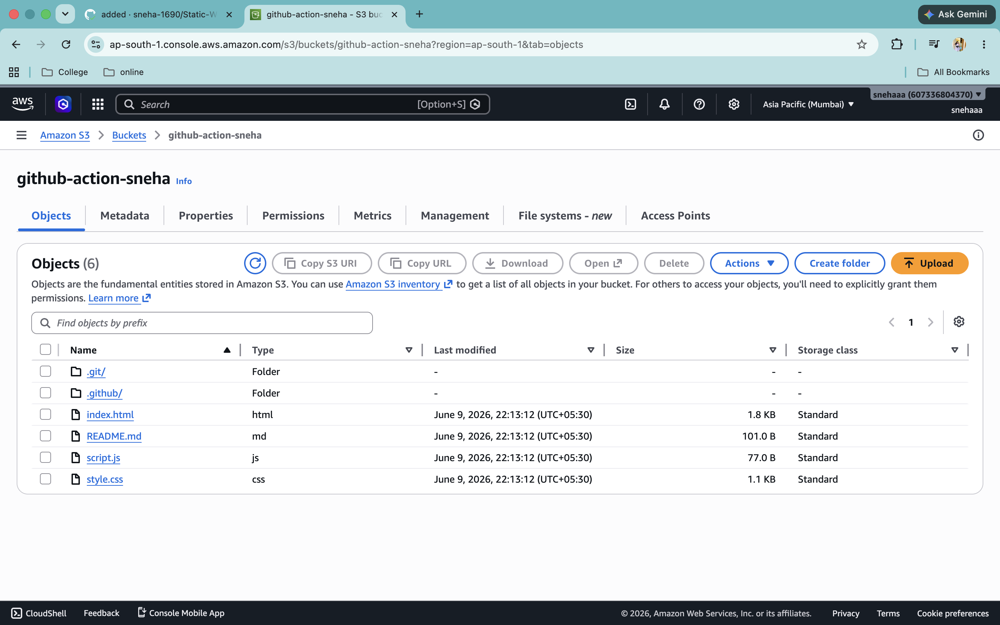 added · sneha-1690/Static-W
github-action-sneha - S3 buc
Ask Gemini
ap-south-1.console.aws.amazon.com/s3/buckets/github-action-sneha?region=ap-south-1&tab=objects
College
online
All Bookmarks
aws
Search
[Option+S]
Asia Pacific (Mumbai)
snehaaa (607336804370)
snehaaa
Amazon S3
Buckets
github-action-sneha
github-action-sneha Info
Objects
Metadata
Properties
Permissions
Metrics
Management
File systems - new
Access Points
Objects (6)
Copy S3 URI
Copy URL
Download
Open
Delete
Actions
Create folder
Upload
Objects are the fundamental entities stored in Amazon S3. You can use Amazon S3 inventory to get a list of all objects in your bucket. For others to access your objects, you'll need to explicitly grant them
permissions. Learn more
Find objects by prefix
1
Name Type Last modified Size Storage class
.git/ Folder - - -
.github/ Folder - - -
index.html html June 9, 2026, 22:13:12 (UTC+05:30) 1.8 KB Standard
README.md md June 9, 2026, 22:13:12 (UTC+05:30) 101.0 B Standard
script.js js June 9, 2026, 22:13:12 (UTC+05:30) 77.0 B Standard
style.css css June 9, 2026, 22:13:12 (UTC+05:30) 1.1 KB Standard
CloudShell
Feedback
Console Mobile App
© 2026, Amazon Web Services, Inc. or its affiliates.
Privacy
Terms
Cookie preferences